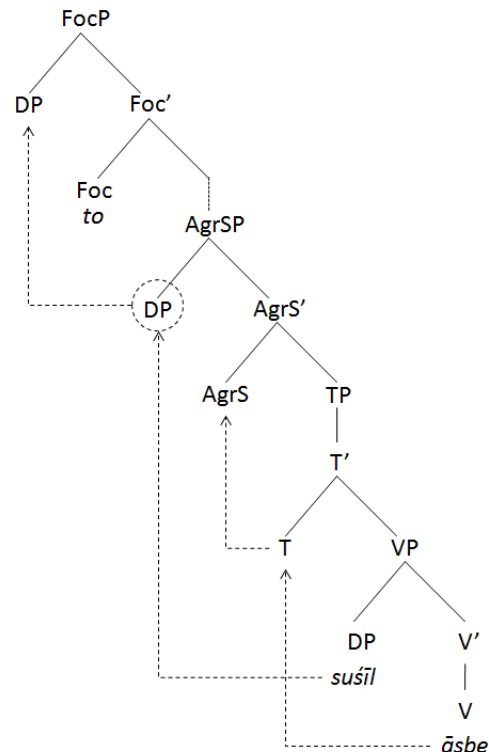 FocP
DP Foc’
Foc
to
AgrSP
DP AgrS’
AgrS TP
T’
T VP
DP V’
suśīl
V
āsbe